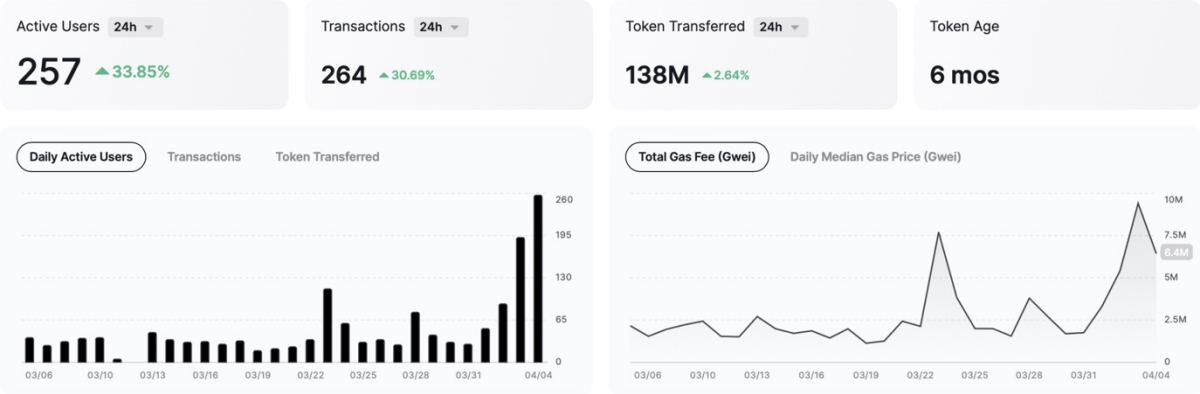 Active Users 24h
257 33.85%
Transactions 24h
264 30.69%
Token Transferred 24h
138M 2.64%
Token Age
6 mos
Daily Active Users Transactions Token Transferred
260
195
130
65
0
03/06 03/10 03/13 03/16 03/19 03/22 03/25 03/28 03/31 04/04
Total Gas Fee (Gwei) Daily Median Gas Price (Gwei)
10M
7.5M
6.4M
5M
2.5M
0
03/06 03/10 03/13 03/16 03/19 03/22 03/25 03/28 03/31 04/04